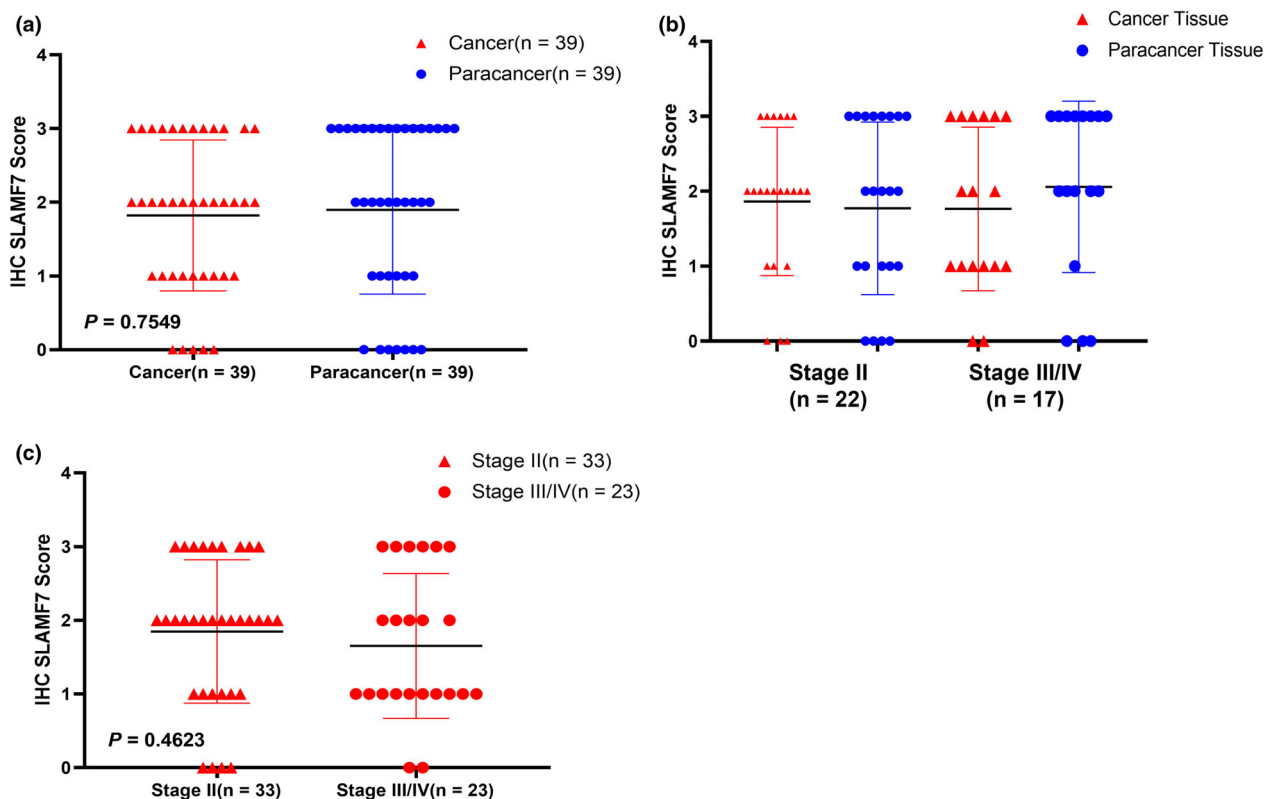 (a)
Cancer(n = 39)
Paracancer(n = 39)
IHC SLAMF7 Score
4
3
2
1
0
P = 0.7549
Cancer(n = 39)
Paracancer(n = 39)
(b)
Cancer Tissue
Paracancer Tissue
IHC SLAMF7 Score
4
3
2
1
0
Stage II
(n = 22)
Stage III/IV
(n = 17)
(c)
Stage II(n = 33)
Stage III/IV(n = 23)
IHC SLAMF7 Score
4
3
2
1
0
P = 0.4623
Stage II(n = 33)
Stage III/IV(n = 23)